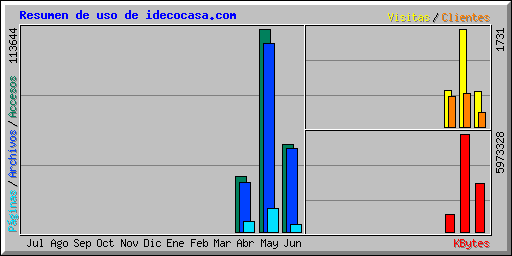 Resumen de uso de idecocasa.com
Visitas/Clientes
113644
Páginas/Archivos/Accesos
1731
5973328
Jul Ago Sep Oct Nov Dic Ene Feb Mar Abr May Jun
KBytes